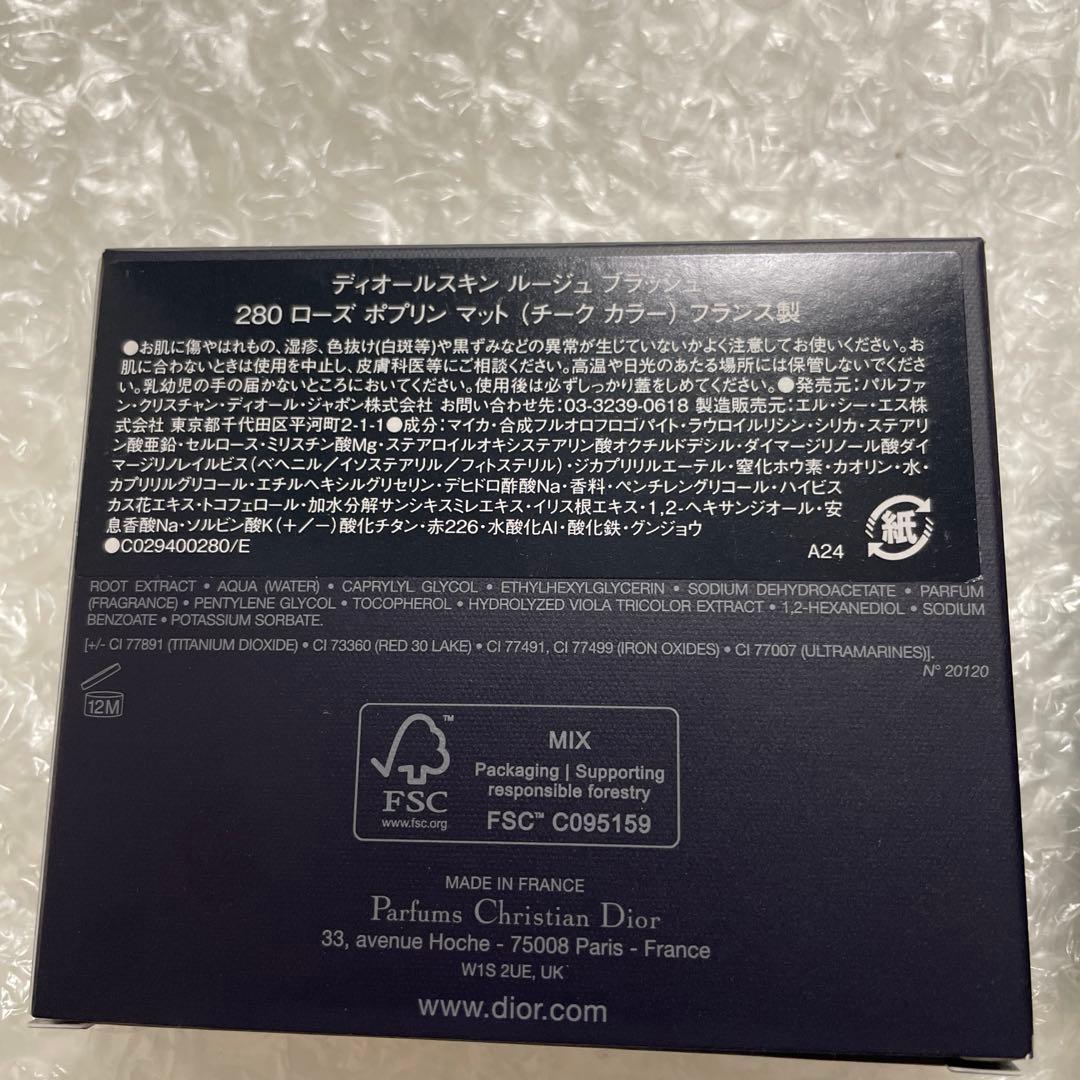 ディオールスキン ルージュ ブラッシュ
280 ローズ ポプリン マット (チーク カラー) フランス製
●お肌に傷やはれもの、湿疹、色抜け(白斑等)や黒ずみなどの異常が生じていないかよく注意してお使いください。お
肌に合わないときは使用を中止し、皮膚科医等にご相談ください。高温や日光のあたる場所には保管しないでくださ
い。乳幼児の手の届かないところにおいてください。使用後は必ずしっかり蓋をしめてください。●発売元:パルファ
ン・クリスチャン・ディオール・ジャポン株式会社 お問い合わせ先:03-3239-0618 製造販売元:エル・シー・エス株
式会社 東京都千代田区平河町2-1-1●成分:マイカ・合成フルオロフロゴパイト・ラウロイルリシン・シリカ・ステアリ
ン酸亜鉛・セルロース・ミリスチン酸Mg・ステアロイルオキシステアリン酸オクチルドデシル・ダイマージリノール酸ダイ
マージリノレイルビス(ベヘニル/イソステアリル/フィトステリル)・ジカプリリルエーテル・窒化ホウ素・カオリン・水・
カプリリルグリコール・エチルヘキシルグリセリン・デヒドロ酢酸Na・香料・ペンチレングリコール・ハイビス
カス花エキス・トコフェロール・加水分解サンシキスミレエキス・イリス根エキス・1,2-ヘキサンジオール・安
息香酸Na・ソルビン酸K(+/-)酸化チタン・赤226・水酸化Al・酸化鉄・グンジョウ
●C029400280/E
A24
紙
ROOT EXTRACT • AQUA (WATER) • CAPRYLYL GLYCOL • ETHYLHEXYLGLYCERIN • SODIUM DEHYDROACETATE • PARFUM
(FRAGRANCE) • PENTYLENE GLYCOL • TOCOPHEROL • HYDROLYZED VIOLA TRICOLOR EXTRACT • 1,2-HEXANEDIOL • SODIUM
BENZOATE • POTASSIUM SORBATE.
[+/- CI 77891 (TITANIUM DIOXIDE) • CI 73360 (RED 30 LAKE) • CI 77491, CI 77499 (IRON OXIDES) • CI 77007 (ULTRAMARINES)].
N° 20120
12M
FSC
www.fsc.org
MIX
Packaging | Supporting
responsible forestry
FSC™ C095159
MADE IN FRANCE
Parfums Christian Dior
33, avenue Hoche - 75008 Paris - France
W1S 2UE, UK
www.dior.com